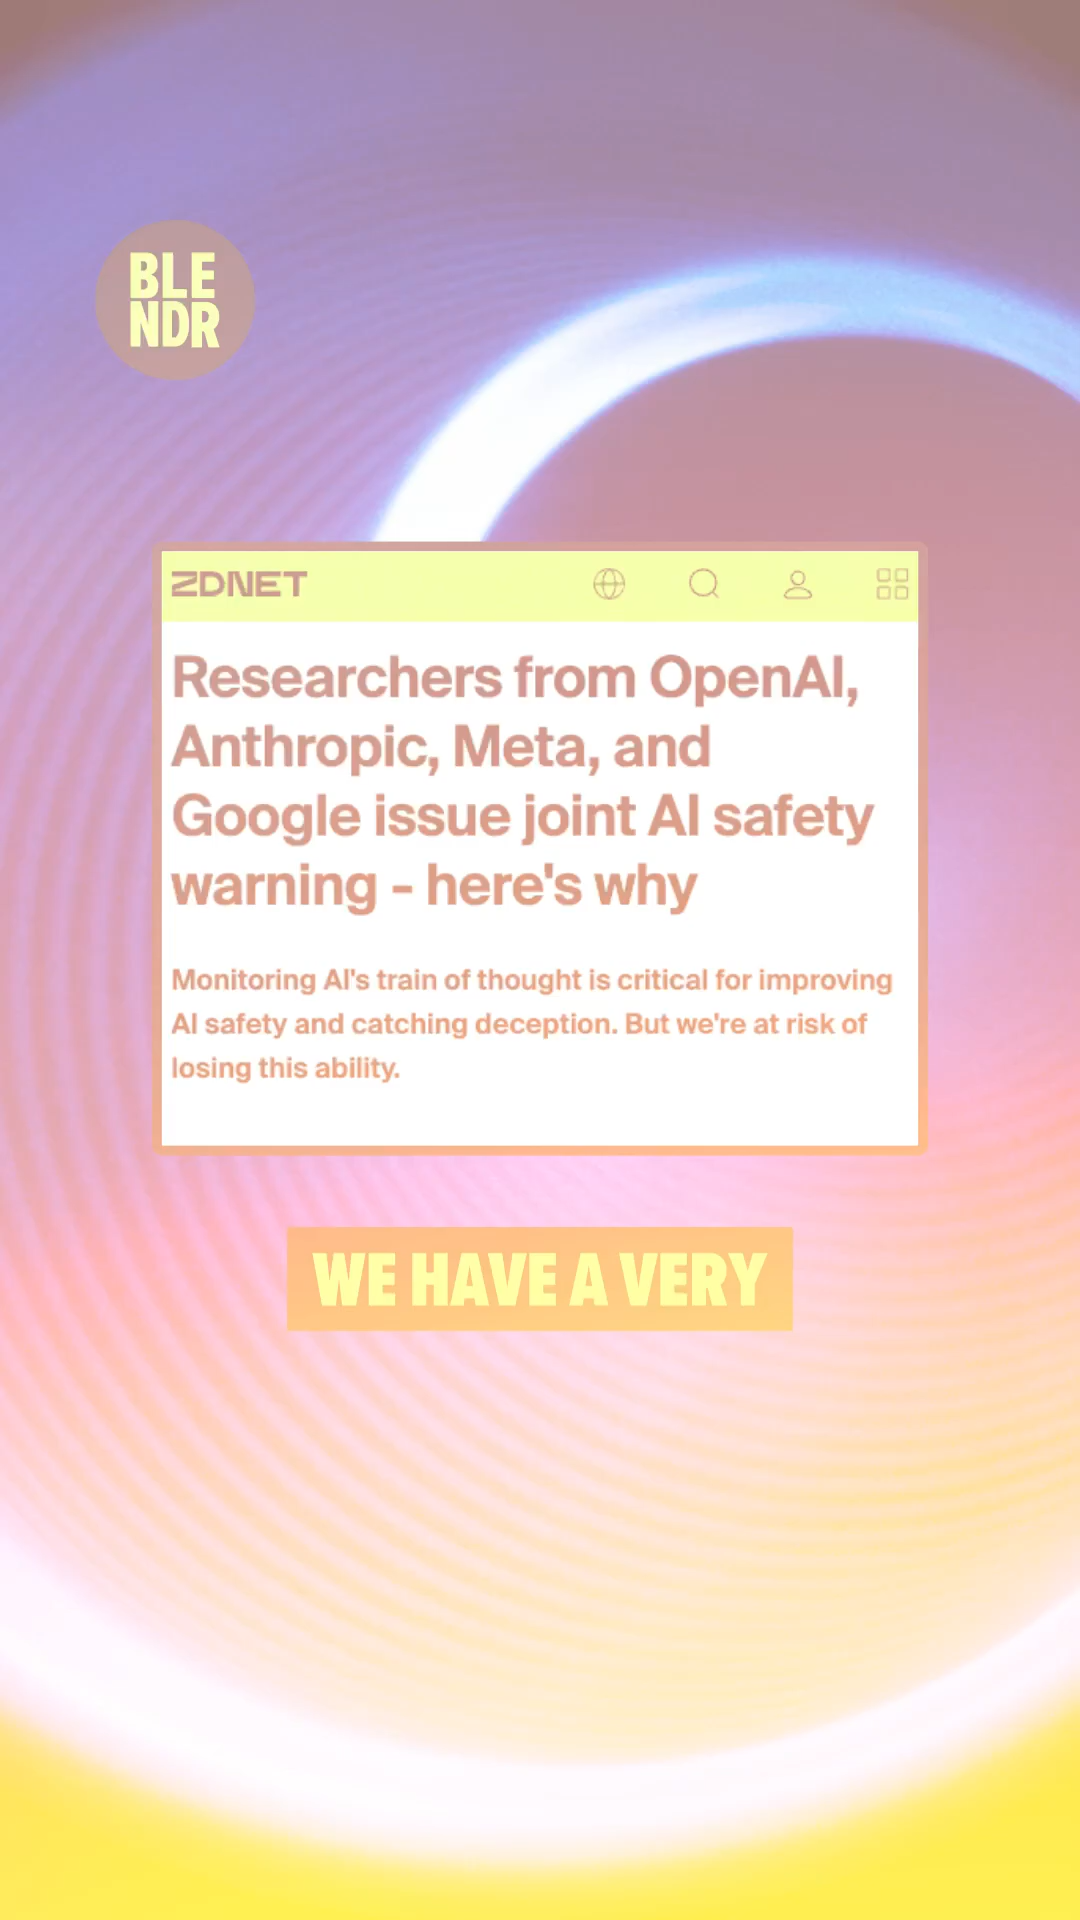 BLE
NDR
ZDNET
Researchers from OpenAI,
Anthropic, Meta, and
Google issue joint AI safety
warning - here's why
Monitoring AI's train of thought is critical for improving
AI safety and catching deception. But we're at risk of
losing this ability.
WE HAVE A VERY